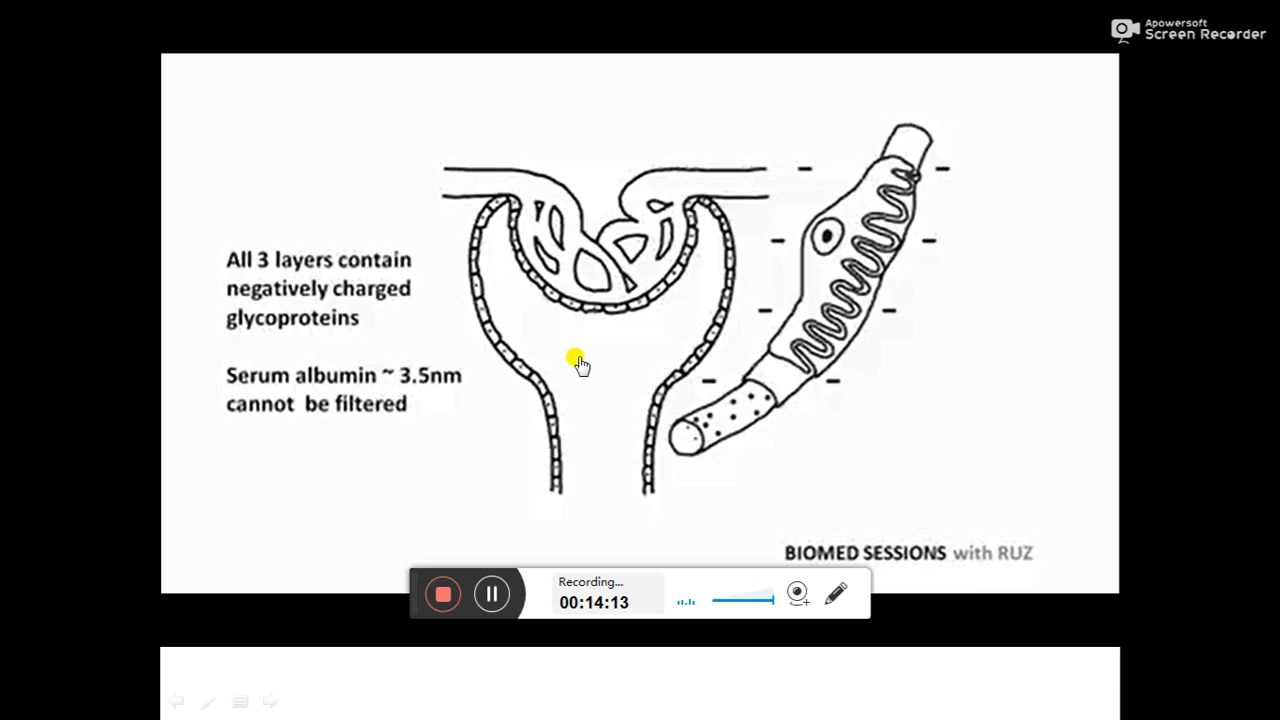 Apowersoft
Screen Recorder
All 3 layers contain
negatively charged
glycoproteins
Serum albumin ~ 3.5nm
cannot be filtered
BIOMED SESSIONS with RUZ
Recording...
00:14:13